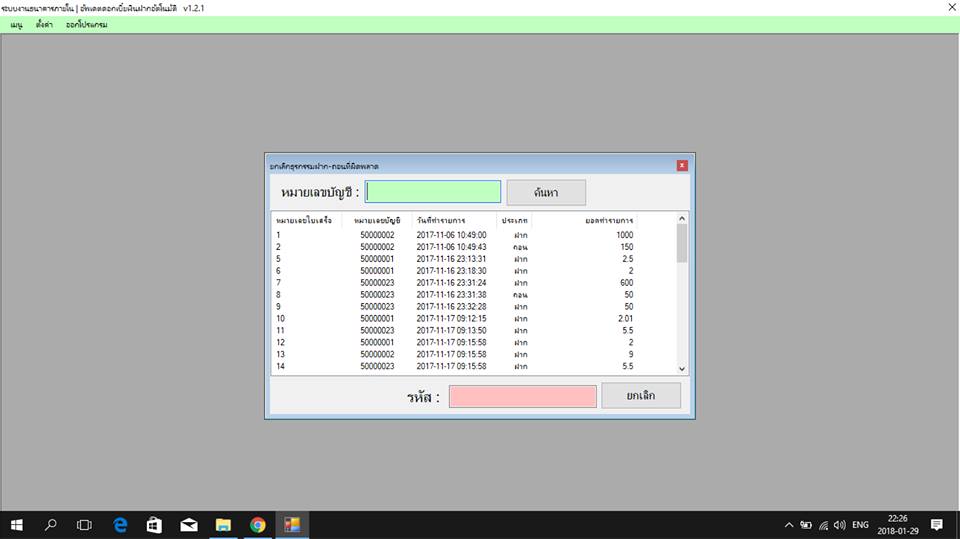 ระบบงานธนาคารภายใน | อัพเดตดอกเบี้ยเงินฝากอัตโนมัติ v1.2.1
เมนู ตั้งค่า ออกโปรแกรม
ยกเลิกธุรกรรมฝาก-ถอนที่ผิดพลาด
หมายเลขบัญชี : ค้นหา
หมายเลขใบเสร็จ หมายเลขบัญชี วันที่ทำรายการ ประเภท ยอดทำรายการ
1 50000002 2017-11-06 10:49:00 ฝาก 1000
2 50000002 2017-11-06 10:49:43 ถอน 150
5 50000001 2017-11-16 23:13:31 ฝาก 2.5
6 50000001 2017-11-16 23:18:30 ฝาก 2
7 50000023 2017-11-16 23:31:24 ฝาก 600
8 50000023 2017-11-16 23:31:38 ถอน 50
9 50000023 2017-11-16 23:32:28 ฝาก 50
10 50000001 2017-11-17 09:12:15 ฝาก 2.01
11 50000023 2017-11-17 09:13:50 ฝาก 5.5
12 50000001 2017-11-17 09:15:58 ฝาก 2
13 50000002 2017-11-17 09:15:58 ฝาก 9
14 50000023 2017-11-17 09:15:58 ฝาก 5.5
รหัส : ยกเลิก
ENG 22:26
2018-01-29